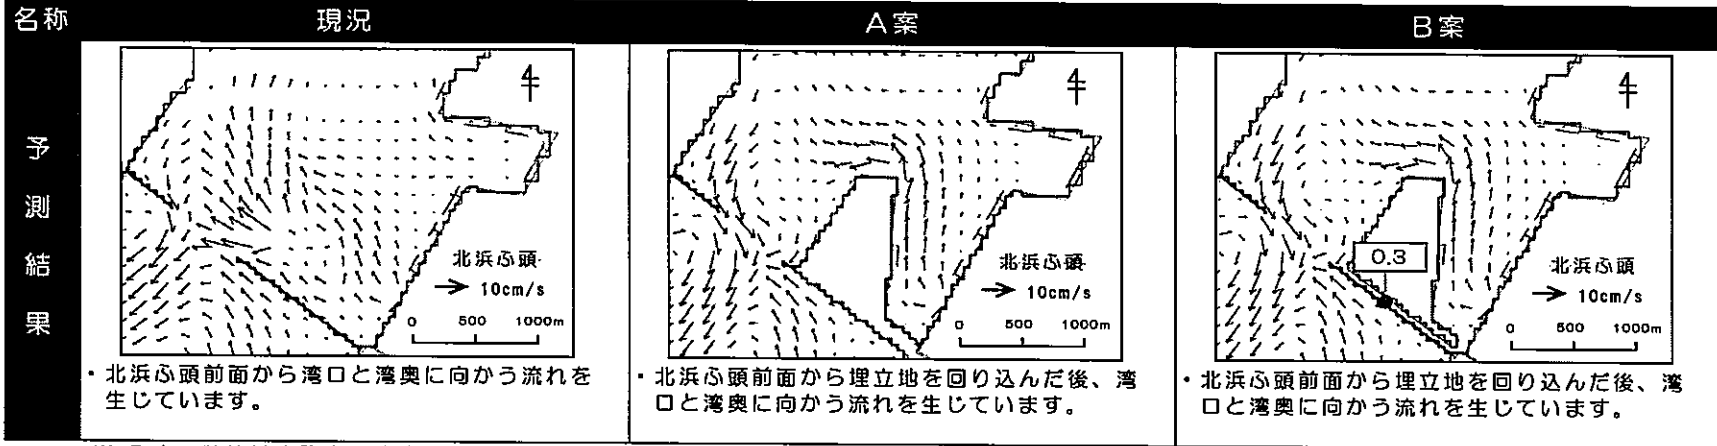 名称 現況 A案 B案
予測結果
北浜ふ頭
10cm/s
0 500 1000m
北浜ふ頭
10cm/s
0 500 1000m
0.3
北浜ふ頭
10cm/s
0 500 1000m
・北浜ふ頭前面から湾口と湾奥に向かう流れを
生じています。
・北浜ふ頭前面から埋立地を回り込んだ後、湾
口と湾奥に向かう流れを生じています。
・北浜ふ頭前面から埋立地を回り込んだ後、湾
口と湾奥に向かう流れを生じています。